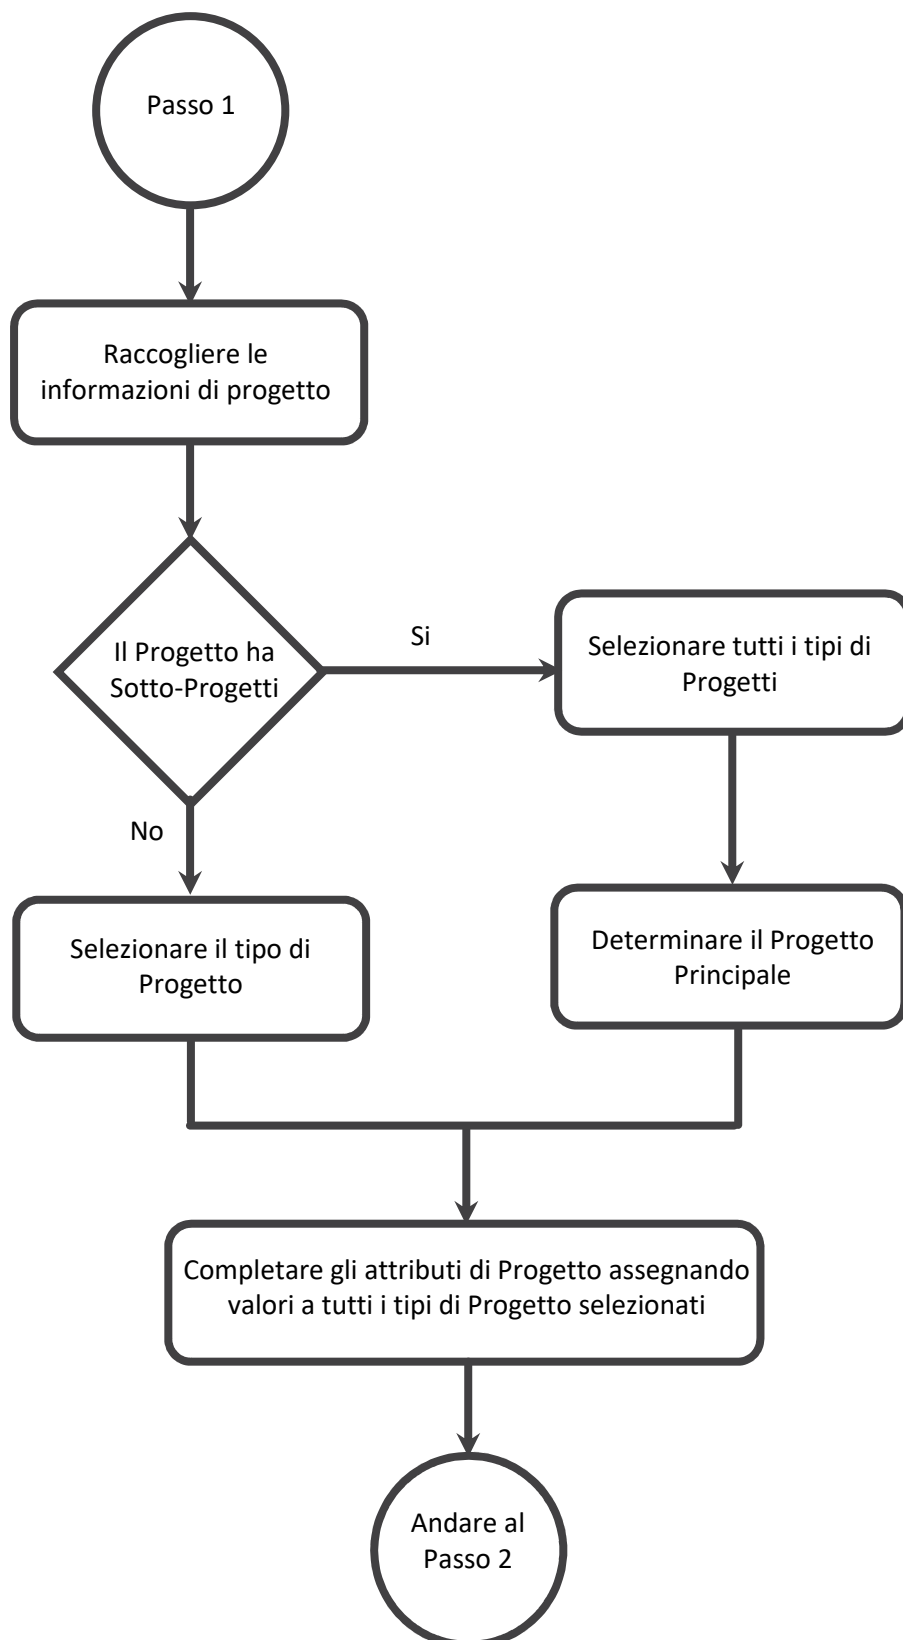 Passo 1
Raccogliere le
informazioni di progetto
Il Progetto ha
Sotto-Progetti
Si
Selezionare tutti i tipi di
Progetti
No
Selezionare il tipo di
Progetto
Determinare il Progetto
Principale
Completare gli attributi di Progetto assegnando
valori a tutti i tipi di Progetto selezionati
Andare al
Passo 2